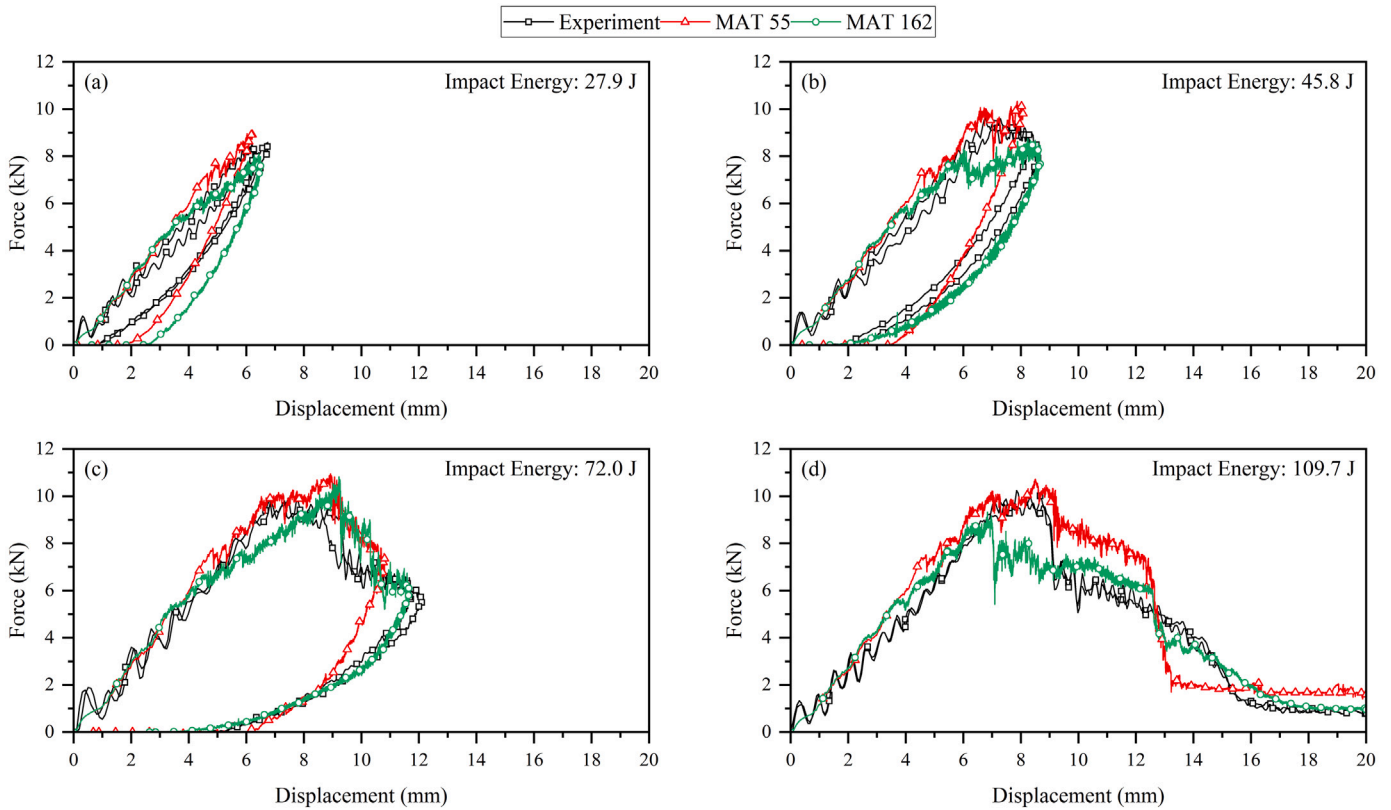 Experiment MAT 55 MAT 162
(a) Impact Energy: 27.9 J
12
10
8
6
4
2
0
Force (kN)
0 2 4 6 8 10 12 14 16 18 20
Displacement (mm)
(b) Impact Energy: 45.8 J
12
10
8
6
4
2
0
Force (kN)
0 2 4 6 8 10 12 14 16 18 20
Displacement (mm)
(c) Impact Energy: 72.0 J
12
10
8
6
4
2
0
Force (kN)
0 2 4 6 8 10 12 14 16 18 20
Displacement (mm)
(d) Impact Energy: 109.7 J
12
10
8
6
4
2
0
Force (kN)
0 2 4 6 8 10 12 14 16 18 20
Displacement (mm)